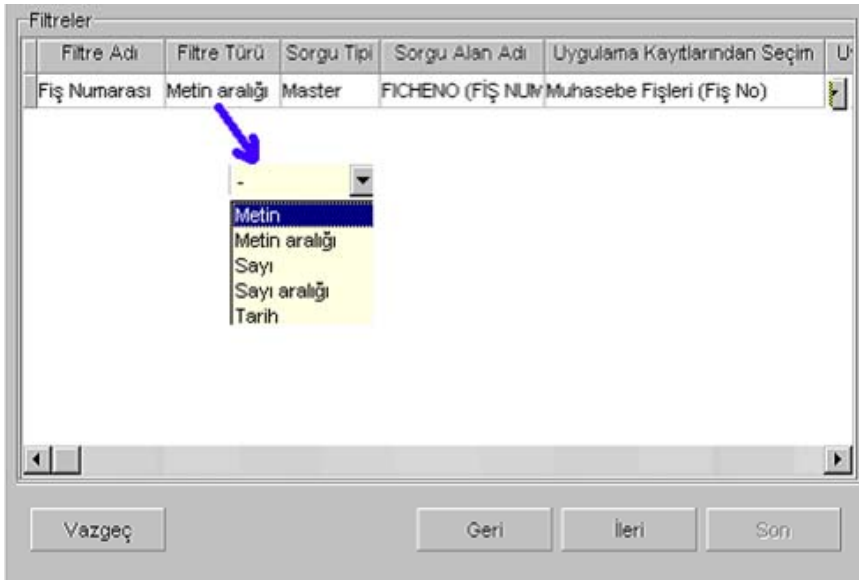 Filtreler
Filtre Adı Filtre Türü Sorgu Tipi Sorgu Alan Adı Uygulama Kayıtlarından Seçim
Fiş Numarası Metin aralığı Master FICHENO (FİŞ NUM Muhasebe Fişleri (Fiş No)
-
Metin
Metin aralığı
Sayı
Sayı aralığı
Tarih
Vazgeç Geri İleri Son